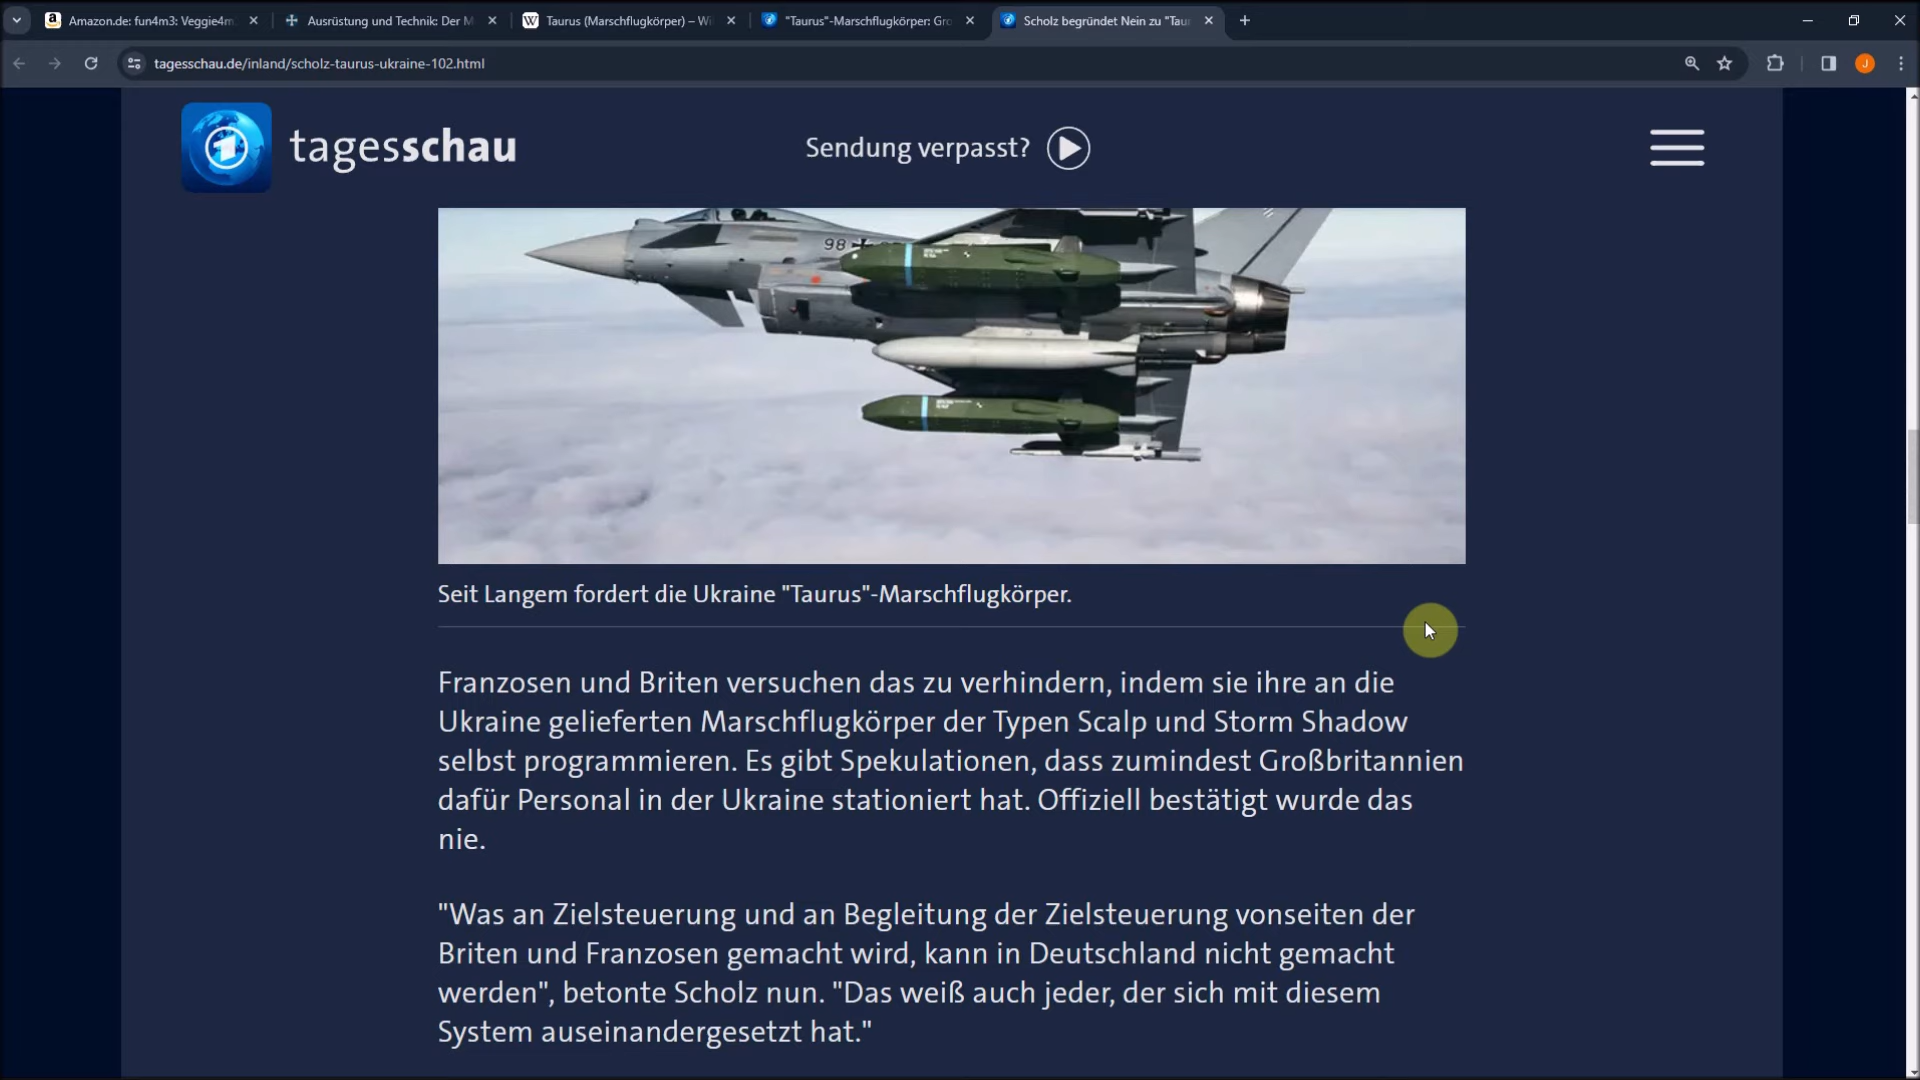 Amazon.de: fun4m3: Veggie4m
Ausrüstung und Technik: Der M
Taurus (Marschflugkörper) – Wi
"Taurus"-Marschflugkörper: Gro
Scholz begründet Nein zu "Tau
tagesschau.de/inland/scholz-taurus-ukraine-102.html
J
tagesschau
Sendung verpasst?
98
Seit Langem fordert die Ukraine "Taurus"-Marschflugkörper.
Franzosen und Briten versuchen das zu verhindern, indem sie ihre an die
Ukraine gelieferten Marschflugkörper der Typen Scalp und Storm Shadow
selbst programmieren. Es gibt Spekulationen, dass zumindest Großbritannien
dafür Personal in der Ukraine stationiert hat. Offiziell bestätigt wurde das
nie.
"Was an Zielsteuerung und an Begleitung der Zielsteuerung vonseiten der
Briten und Franzosen gemacht wird, kann in Deutschland nicht gemacht
werden", betonte Scholz nun. "Das weiß auch jeder, der sich mit diesem
System auseinandergesetzt hat."